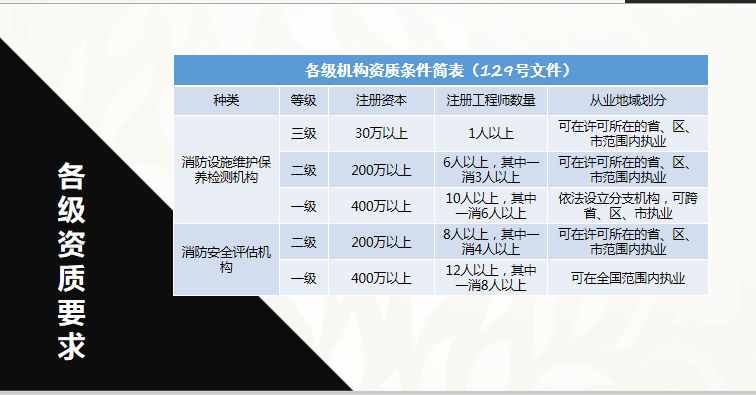 各级资质要求
各级机构资质条件简表（129号文件）
种类 等级 注册资本 注册工程师数量 从业地域划分
消防设施维护保
养检测机构
三级 30万以上 1人以上 可在许可所在的省、区、
市范围内执业
二级 200万以上 6人以上，其中一
消3人以上 可在许可所在的省、区、
市范围内执业
一级 400万以上 10人以上，其中
一消6人以上 依法设立分支机构，可跨
省、区、市执业
消防安全评估机
构
二级 200万以上 8人以上，其中一
消4人以上 可在许可所在的省、区、
市范围内执业
一级 400万以上 12人以上，其中
一消8人以上 可在全国范围内执业